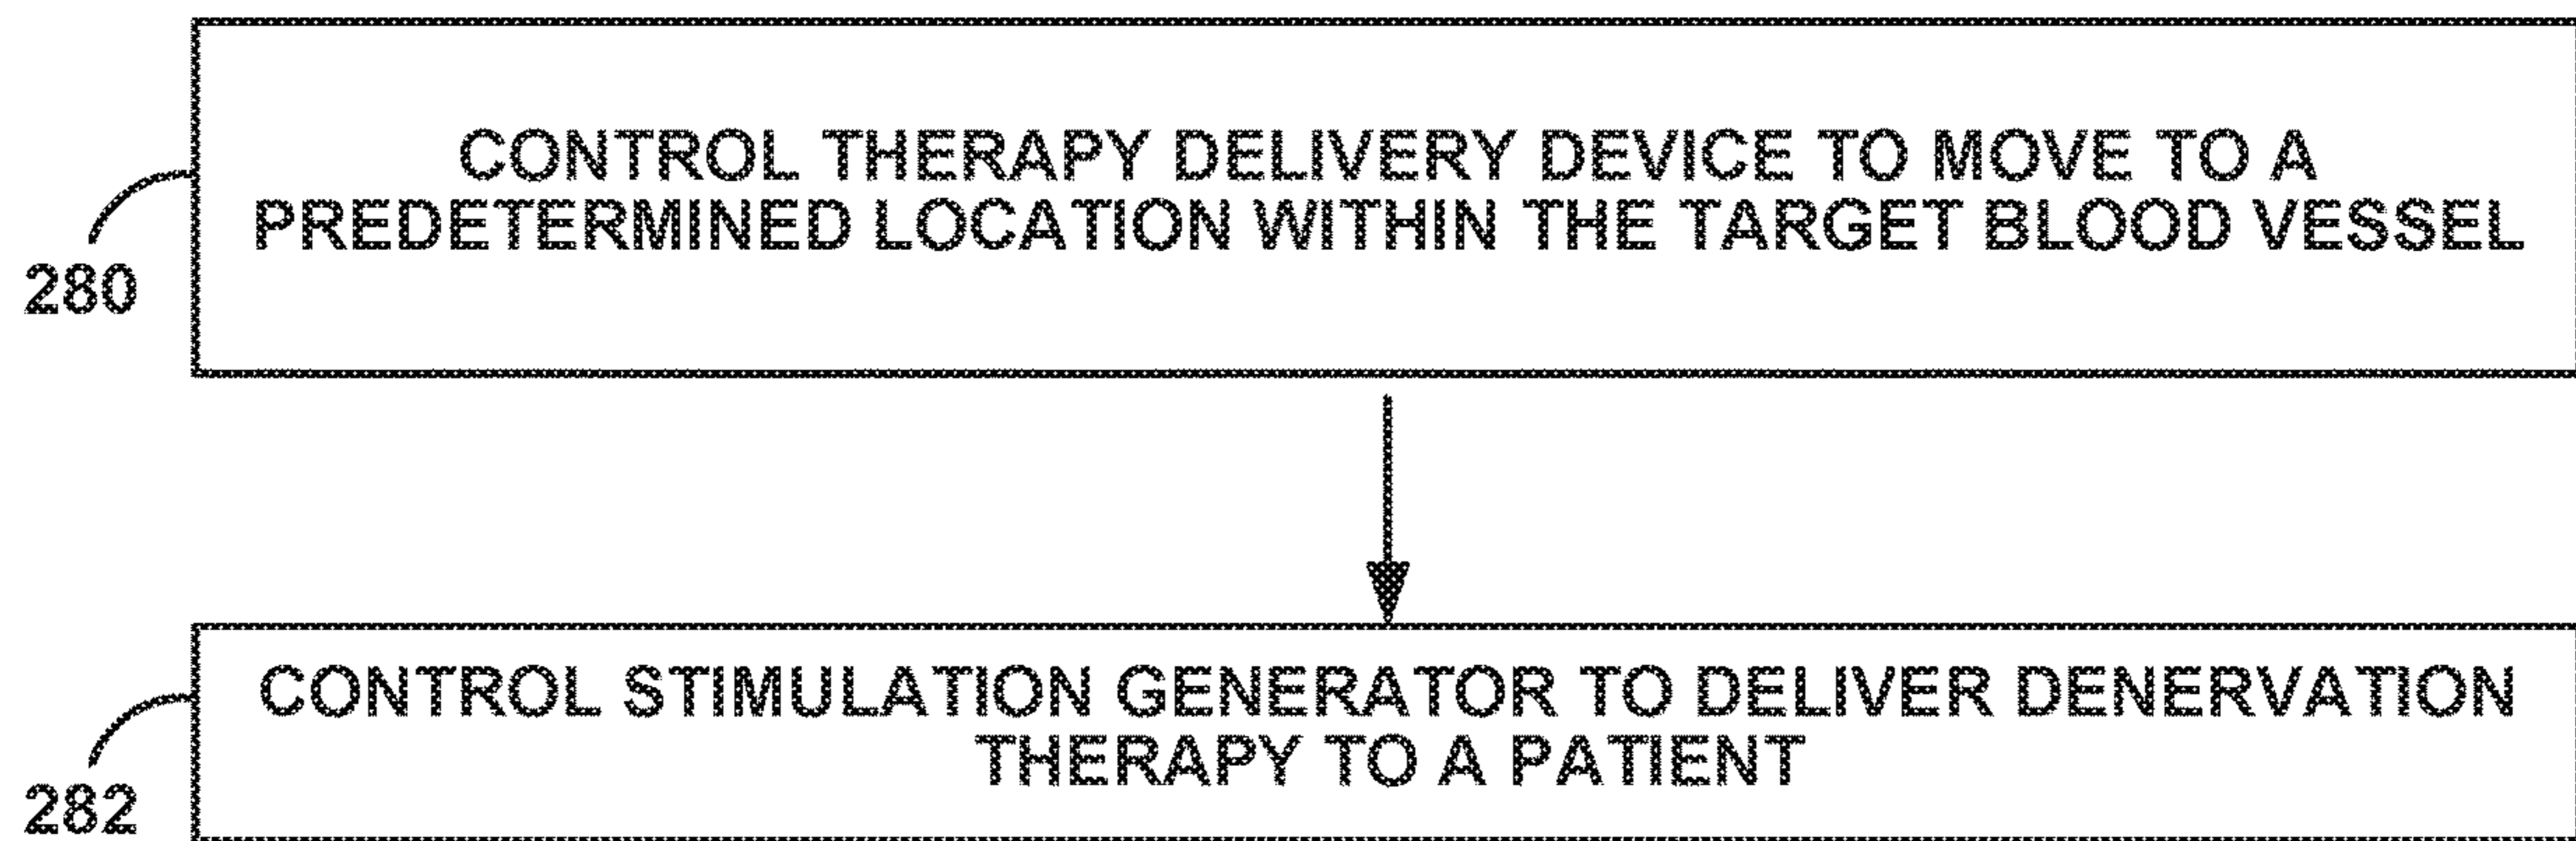 CONTROL THERAPY DELIVERY DEVICE TO MOVE TO A
PREDETERMINED LOCATION WITHIN THE TARGET BLOOD VESSEL
280
CONTROL STIMULATION GENERATOR TO DELIVER DENERVATION
THERAPY TO A PATIENT
282